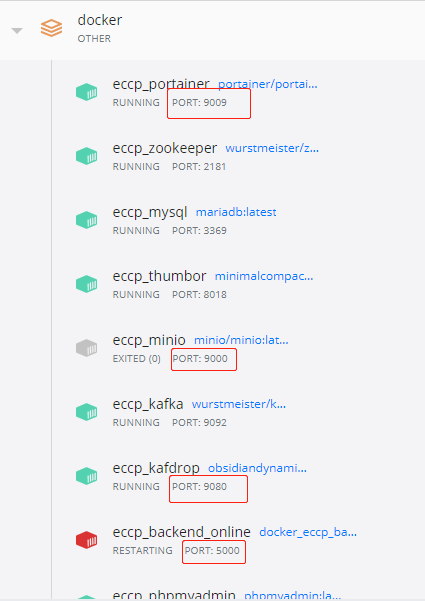 docker
OTHER
eccp_portainer portainer/portai...
RUNNING PORT: 9009
eccp_zookeeper wurstmeister/z...
RUNNING PORT: 2181
eccp_mysql mariadb:latest
RUNNING PORT: 3369
eccp_thumbor minimalcompac...
RUNNING PORT: 8018
eccp_minio minio/minio:lat...
EXITED (0) PORT: 9000
eccp_kafka wurstmeister/k...
RUNNING PORT: 9092
eccp_kafdrop obsidiandynami...
RUNNING PORT: 9080
eccp_backend_online docker_eccp_ba...
RESTARTING PORT: 5000
eccp_phpmyadmin phpmyadmin:la...